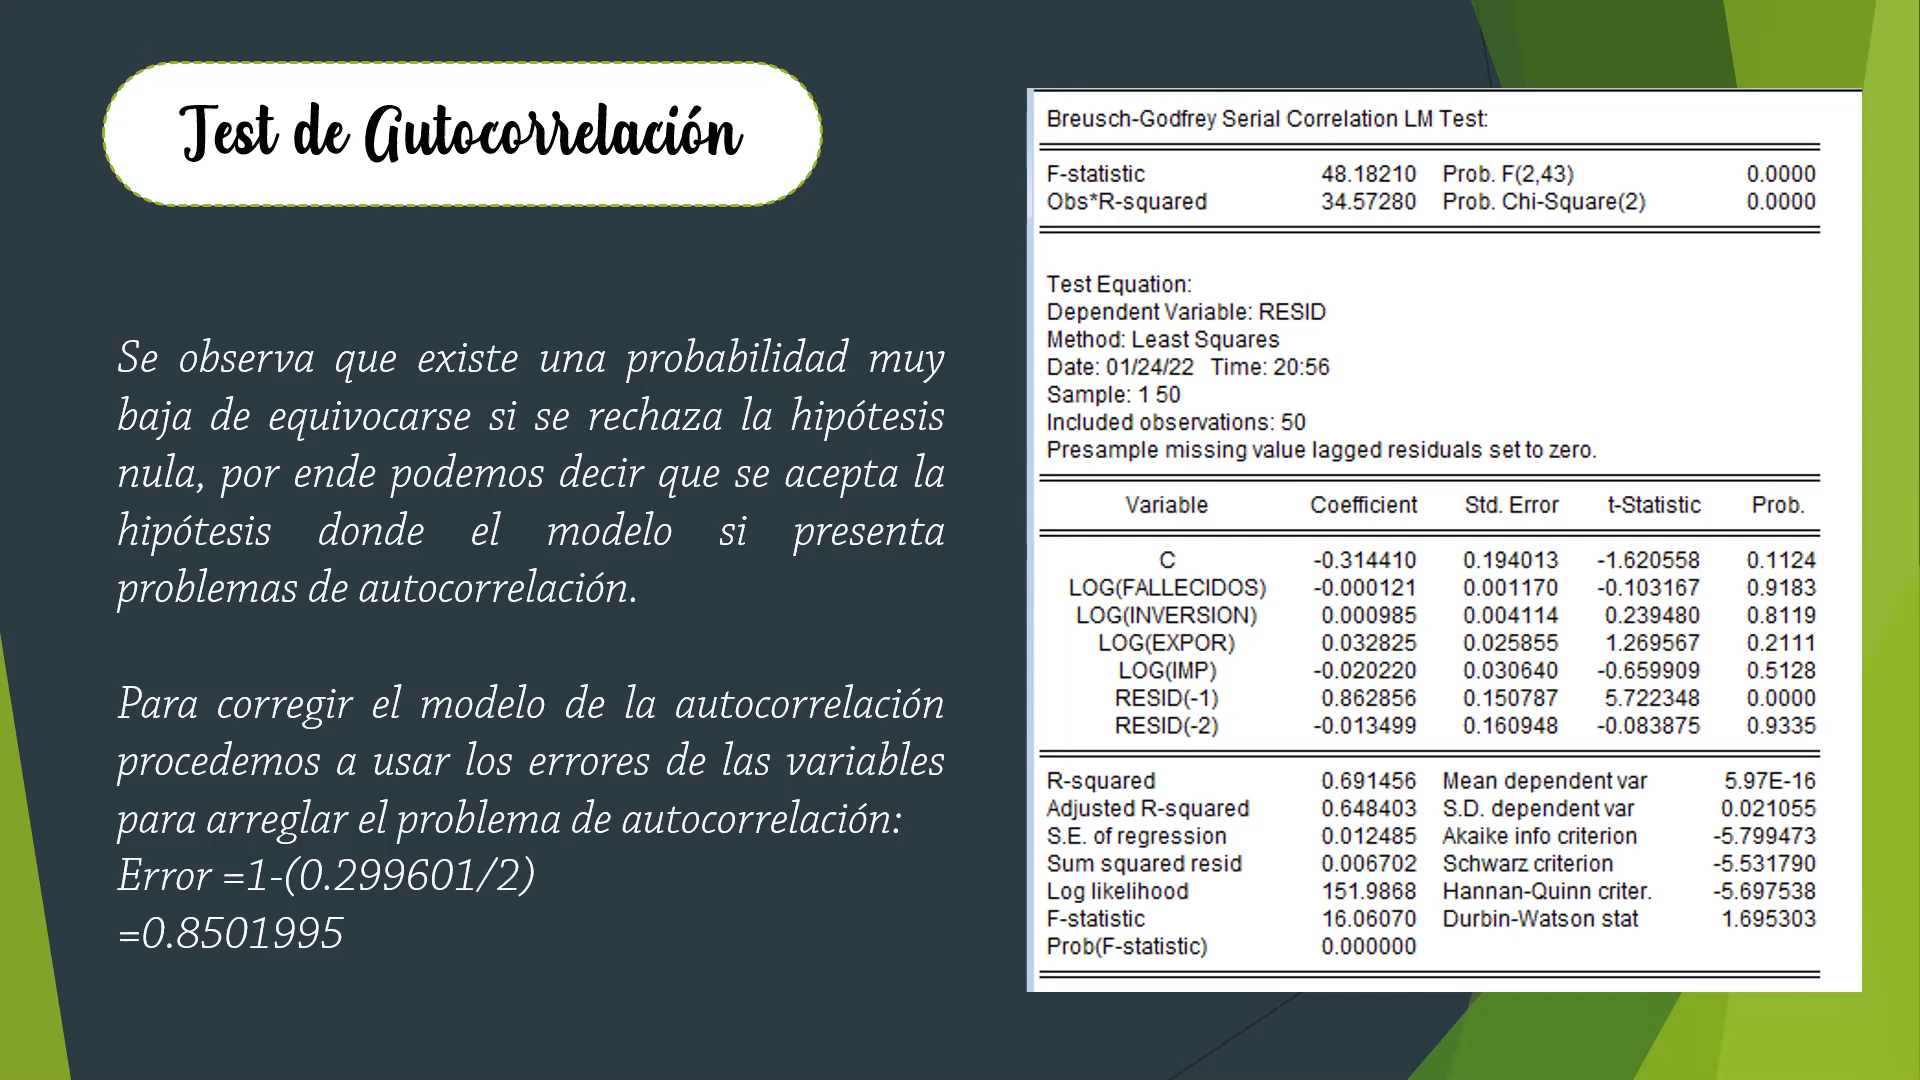 Test de Autocorrelación
Se observa que existe una probabilidad muy
baja de equivocarse si se rechaza la hipótesis
nula, por ende podemos decir que se acepta la
hipótesis donde el modelo si presenta
problemas de autocorrelación.
Para corregir el modelo de la autocorrelación
procedemos a usar los errores de las variables
para arreglar el problema de autocorrelación:
Error =1-(0.299601/2)
=0.8501995
Breusch-Godfrey Serial Correlation LM Test:
F-statistic 48.18210 Prob. F(2,43) 0.0000
Obs*R-squared 34.57280 Prob. Chi-Square(2) 0.0000
Test Equation:
Dependent Variable: RESID
Method: Least Squares
Date: 01/24/22 Time: 20:56
Sample: 1 50
Included observations: 50
Presample missing value lagged residuals set to zero.
Variable Coefficient Std. Error t-Statistic Prob.
C -0.314410 0.194013 -1.620558 0.1124
LOG(FALLECIDOS) -0.000121 0.001170 -0.103167 0.9183
LOG(INVERSION) 0.000985 0.004114 0.239480 0.8119
LOG(EXPOR) 0.032825 0.025855 1.269567 0.2111
LOG(IMP) -0.020220 0.030640 -0.659909 0.5128
RESID(-1) 0.862856 0.150787 5.722348 0.0000
RESID(-2) -0.013499 0.160948 -0.083875 0.9335
R-squared 0.691456 Mean dependent var 5.97E-16
Adjusted R-squared 0.648403 S.D. dependent var 0.021055
S.E. of regression 0.012485 Akaike info criterion -5.799473
Sum squared resid 0.006702 Schwarz criterion -5.531790
Log likelihood 151.9868 Hannan-Quinn criter. -5.697538
F-statistic 16.06070 Durbin-Watson stat 1.695303
Prob(F-statistic) 0.000000